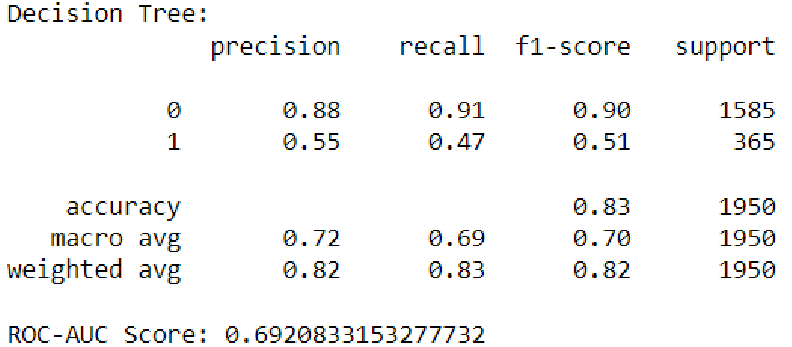 Decision Tree:
precision recall f1-score support
0 0.88 0.91 0.90 1585
1 0.55 0.47 0.51 365
accuracy 0.83 1950
macro avg 0.72 0.69 0.70 1950
weighted avg 0.82 0.83 0.82 1950
ROC-AUC Score: 0.6920833153277732